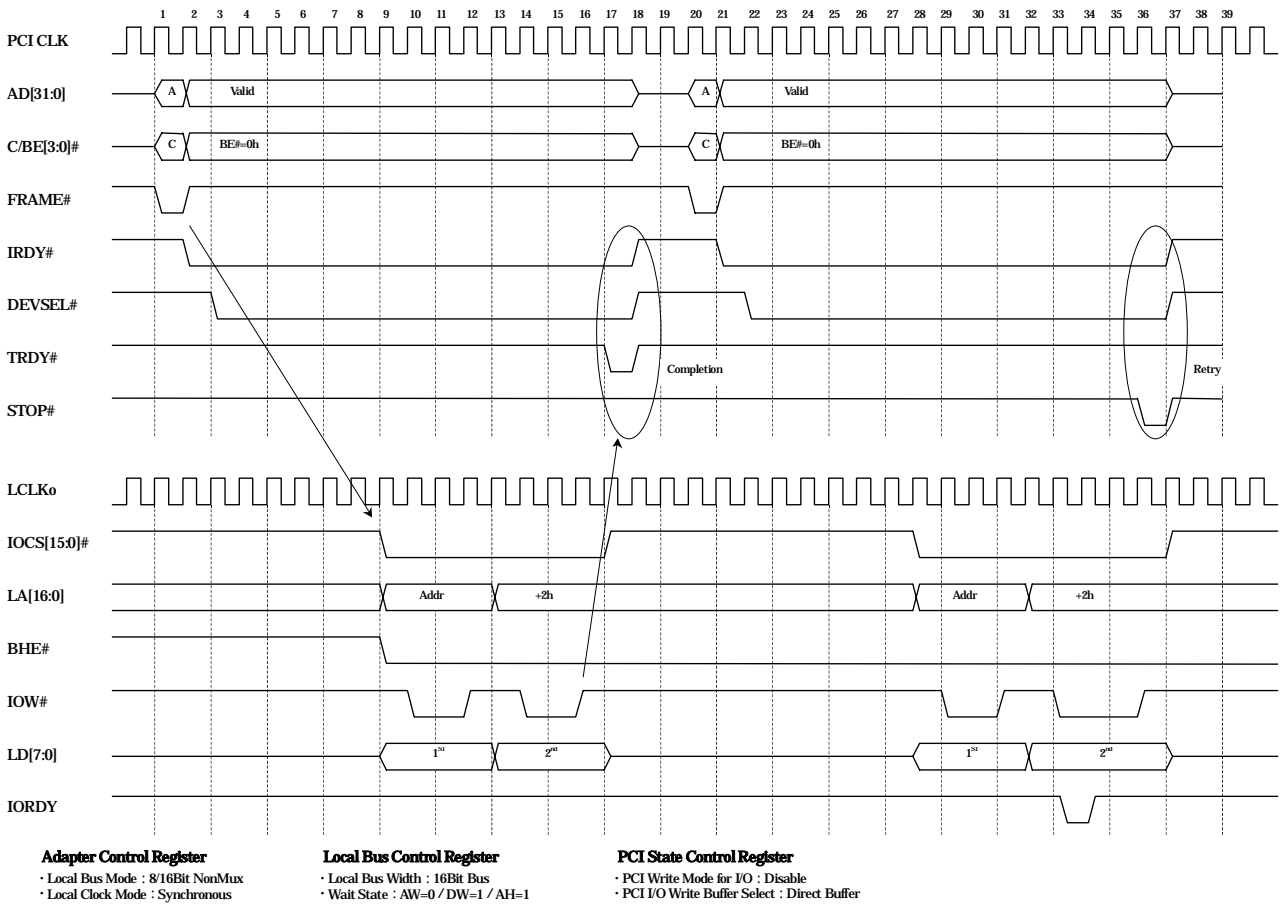 1 2 3 4 5 6 7 8 9 10 11 12 13 14 15 16 17 18 19 20 21 22 23 24 25 26 27 28 29 30 31 32 33 34 35 36 37 38 39
PCI CLK
AD[31:0] A Valid A Valid
C/BE[3:0]# C BE#=0h C BE#=0h
FRAME#
IRDY#
DEVSEL#
TRDY#
Completion Retry
STOP#
LCLKo
IOCS[15:0]#
LA[16:0] Addr +2h Addr +2h
BHE#
IOW#
LD[7:0] 1ST 2nd 1ST 2nd
IORDY
Adapter Control Register
・Local Bus Mode : 8/16Bit NonMux
・Local Clock Mode : Synchronous
Local Bus Control Register
・Local Bus Width : 16Bit Bus
・Wait State : AW=0 / DW=1 / AH=1
PCI State Control Register
・PCI Write Mode for I/O : Disable
・PCI I/O Write Buffer Select : Direct Buffer